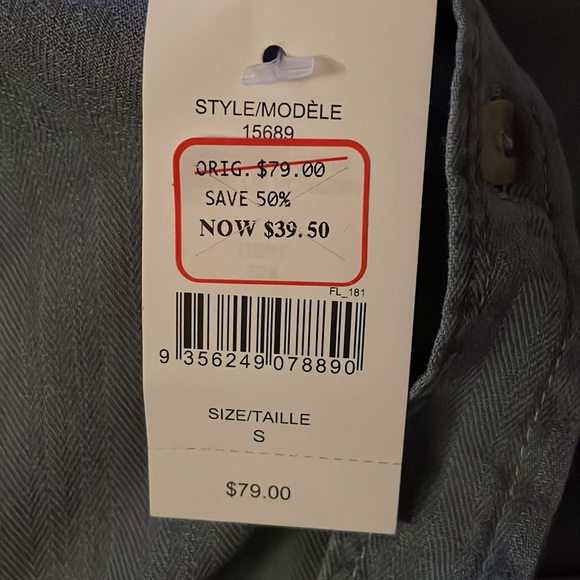 STYLE/MODÈLE
15689
ORIG. $79.00
SAVE 50%
NOW $39.50
FL_181
9 356249 078890
SIZE/TAILLE
S
$79.00